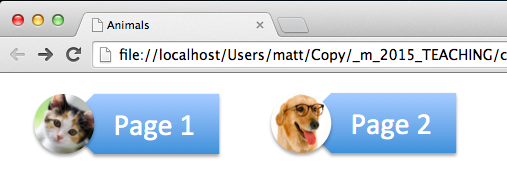 Animals
file://localhost/Users/matt/Copy/_m_2015_TEACHING/c
Page 1
Page 2